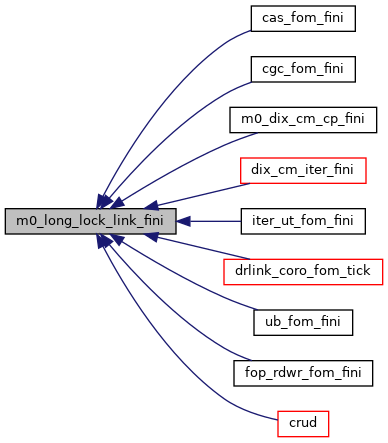 cas_fom_fini
cgc_fom_fini
m0_dix_cm_cp_fini
dix_cm_iter_fini
m0_long_lock_link_fini
iter_ut_fom_fini
drlink_coro_fom_tick
ub_fom_fini
fop_rdwr_fom_fini
crud